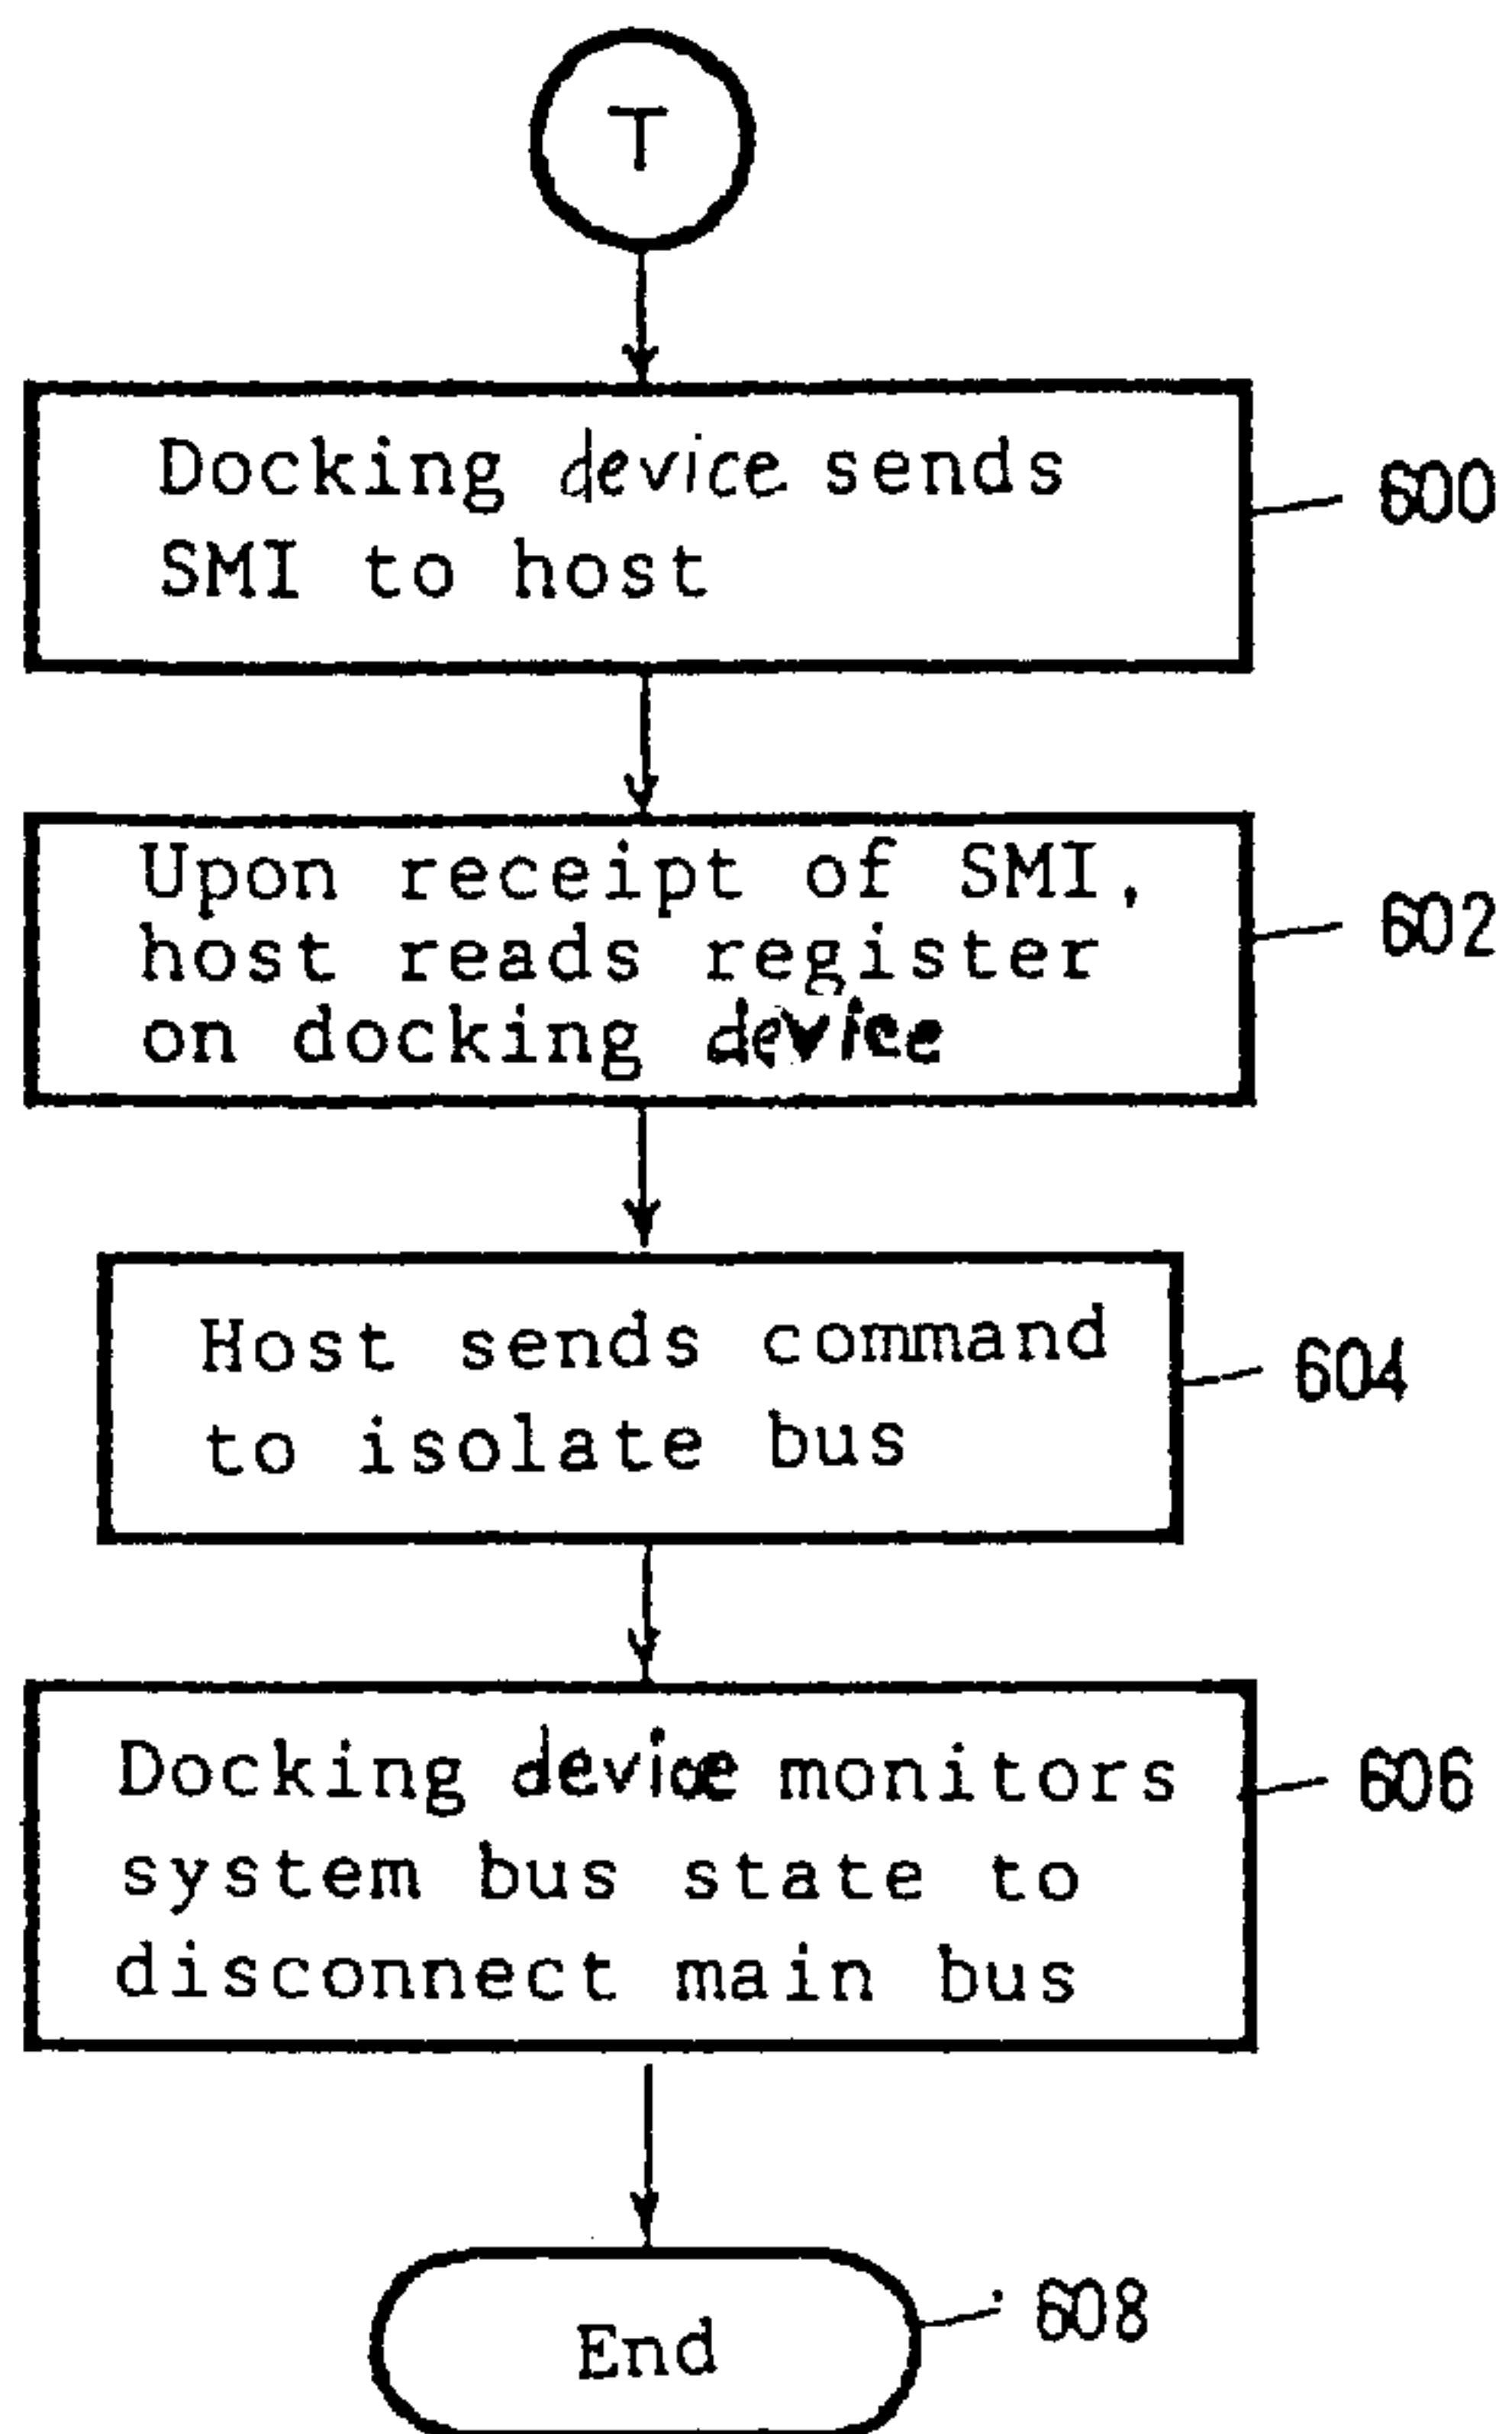 T
Docking device sends
SMI to host
600
Upon receipt of SMI,
host reads register
on docking device
602
Host sends command
to isolate bus
604
Docking device monitors
system bus state to
disconnect main bus
606
End
608